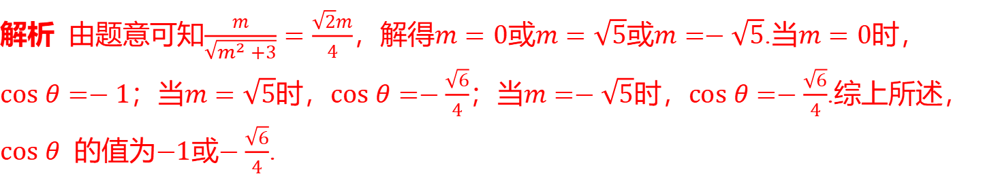 解析 由题意可知$\frac{m}{\sqrt{m^2+3}}=\frac{\sqrt{2}m}{4}$，解得$m=0$或$m=\sqrt{5}$或$m=-\sqrt{5}$.当$m=0$时，
$\cos\theta=-1$；当$m=\sqrt{5}$时，$\cos\theta=-\frac{\sqrt{6}}{4}$；当$m=-\sqrt{5}$时，$\cos\theta=-\frac{\sqrt{6}}{4}$.综上所述，
$\cos\theta$ 的值为$-1$或$-\frac{\sqrt{6}}{4}$.